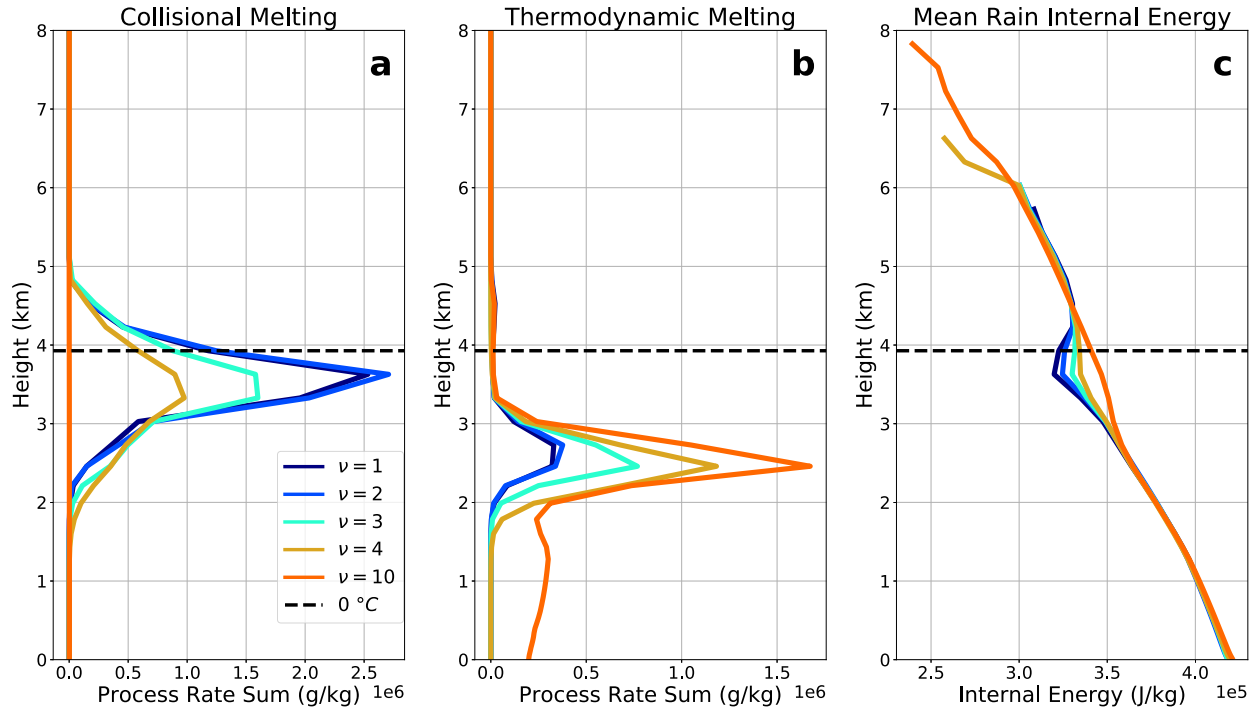 Collisional Melting
a
8
7
6
5
4
3
2
1
0
Height (km)
ν = 1
ν = 2
ν = 3
ν = 4
ν = 10
0 °C
0.0 0.5 1.0 1.5 2.0 2.5
Process Rate Sum (g/kg) 1e6
Thermodynamic Melting
b
8
7
6
5
4
3
2
1
0
Height (km)
0.0 0.5 1.0 1.5
Process Rate Sum (g/kg) 1e6
Mean Rain Internal Energy
c
8
7
6
5
4
3
2
1
0
Height (km)
2.5 3.0 3.5 4.0
Internal Energy (J/kg) 1e5